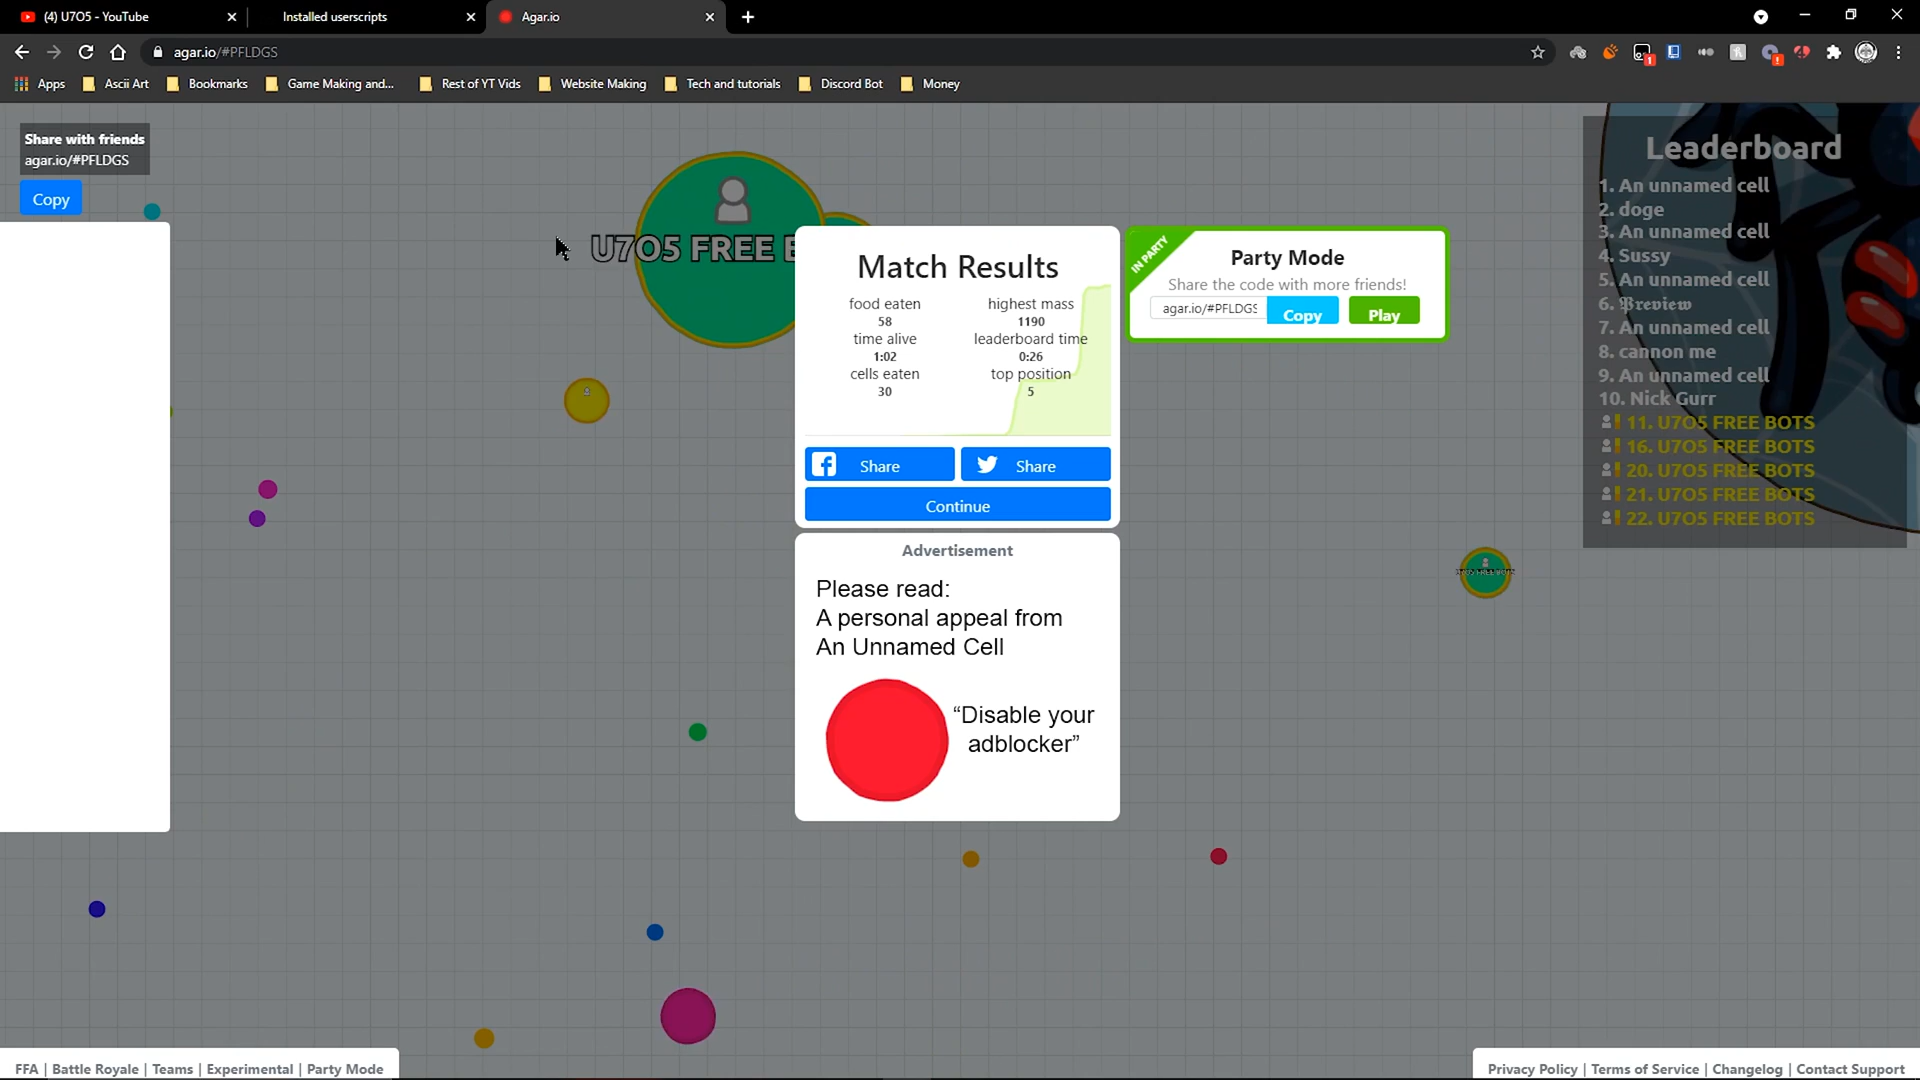 (4) U7O5 - YouTube
Installed userscripts
Agar.io
agar.io/#PFLDGS
Apps
Ascii Art
Bookmarks
Game Making and...
Rest of YT Vids
Website Making
Tech and tutorials
Discord Bot
Money
Share with friends
agar.io/#PFLDGS
Copy
U7O5 FREE B
Match Results
food eaten
58
time alive
1:02
cells eaten
30
highest mass
1190
leaderboard time
0:26
top position
5
Share
Share
Continue
Advertisement
Please read:
A personal appeal from
An Unnamed Cell
“Disable your
adblocker”
IN PARTY
Party Mode
Share the code with more friends!
agar.io/#PFLDGS
Copy
Play
Leaderboard
1. An unnamed cell
2. doge
3. An unnamed cell
4. Sussy
5. An unnamed cell
6. 𝕻𝖗𝖊𝖛𝖎𝖊𝖜
7. An unnamed cell
8. cannon me
9. An unnamed cell
10. Nick Gurr
11. U7O5 FREE BOTS
16. U7O5 FREE BOTS
20. U7O5 FREE BOTS
21. U7O5 FREE BOTS
22. U7O5 FREE BOTS
U7O5 FREE BOTS
FFA | Battle Royale | Teams | Experimental | Party Mode
Privacy Policy | Terms of Service | Changelog | Contact Support